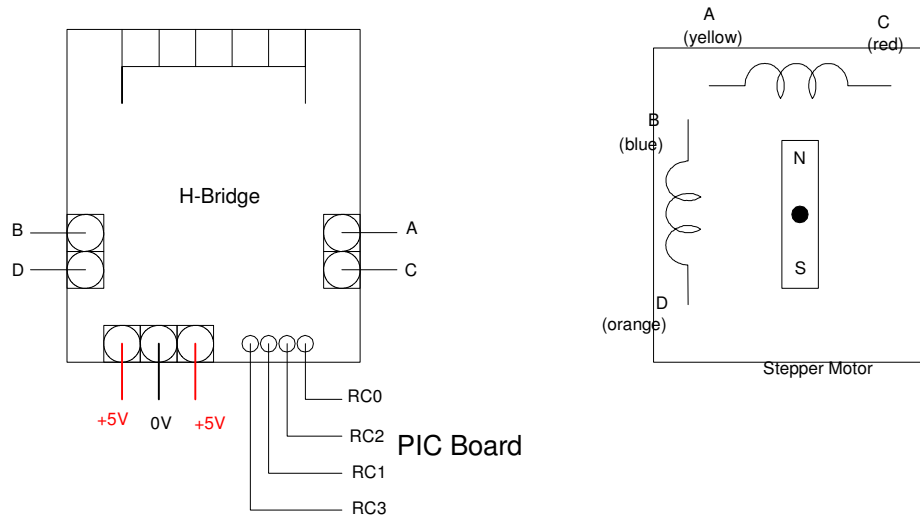 A
(yellow)
C
(red)
B
(blue)
N
H-Bridge
B
A
D
C
S
D
(orange)
Stepper Motor
+5V
0V
+5V
RC0
RC2
PIC Board
RC1
RC3